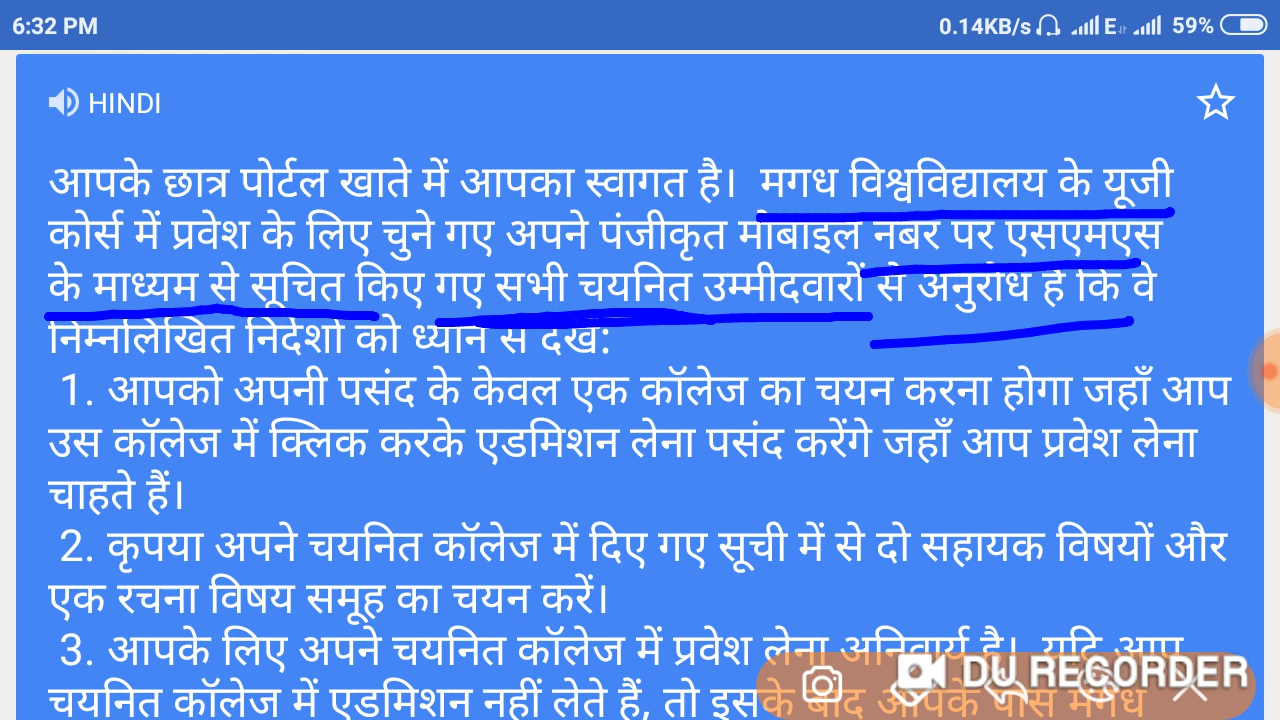 6:32 PM
0.14KB/s E 59%
HINDI
आपके छात्र पोर्टल खाते में आपका स्वागत है। मगध विश्वविद्यालय के यूजी
कोर्स में प्रवेश के लिए चुने गए अपने पंजीकृत मोबाइल नंबर पर एसएमएस
के माध्यम से सूचित किए गए सभी चयनित उम्मीदवारों से अनुरोध है कि वे
निम्नलिखित निर्देशों को ध्यान से देखें:
1. आपको अपनी पसंद के केवल एक कॉलेज का चयन करना होगा जहाँ आप
उस कॉलेज में क्लिक करके एडमिशन लेना पसंद करेंगे जहाँ आप प्रवेश लेना
चाहते हैं।
2. कृपया अपने चयनित कॉलेज में दिए गए सूची में से दो सहायक विषयों और
एक रचना विषय समूह का चयन करें।
3. आपके लिए अपने चयनित कॉलेज में प्रवेश लेना अनिवार्य है। यदि आप
चयनित कॉलेज में एडमिशन नहीं लेते हैं, तो इसके बाद आपके पास मगध
DU RECORDER